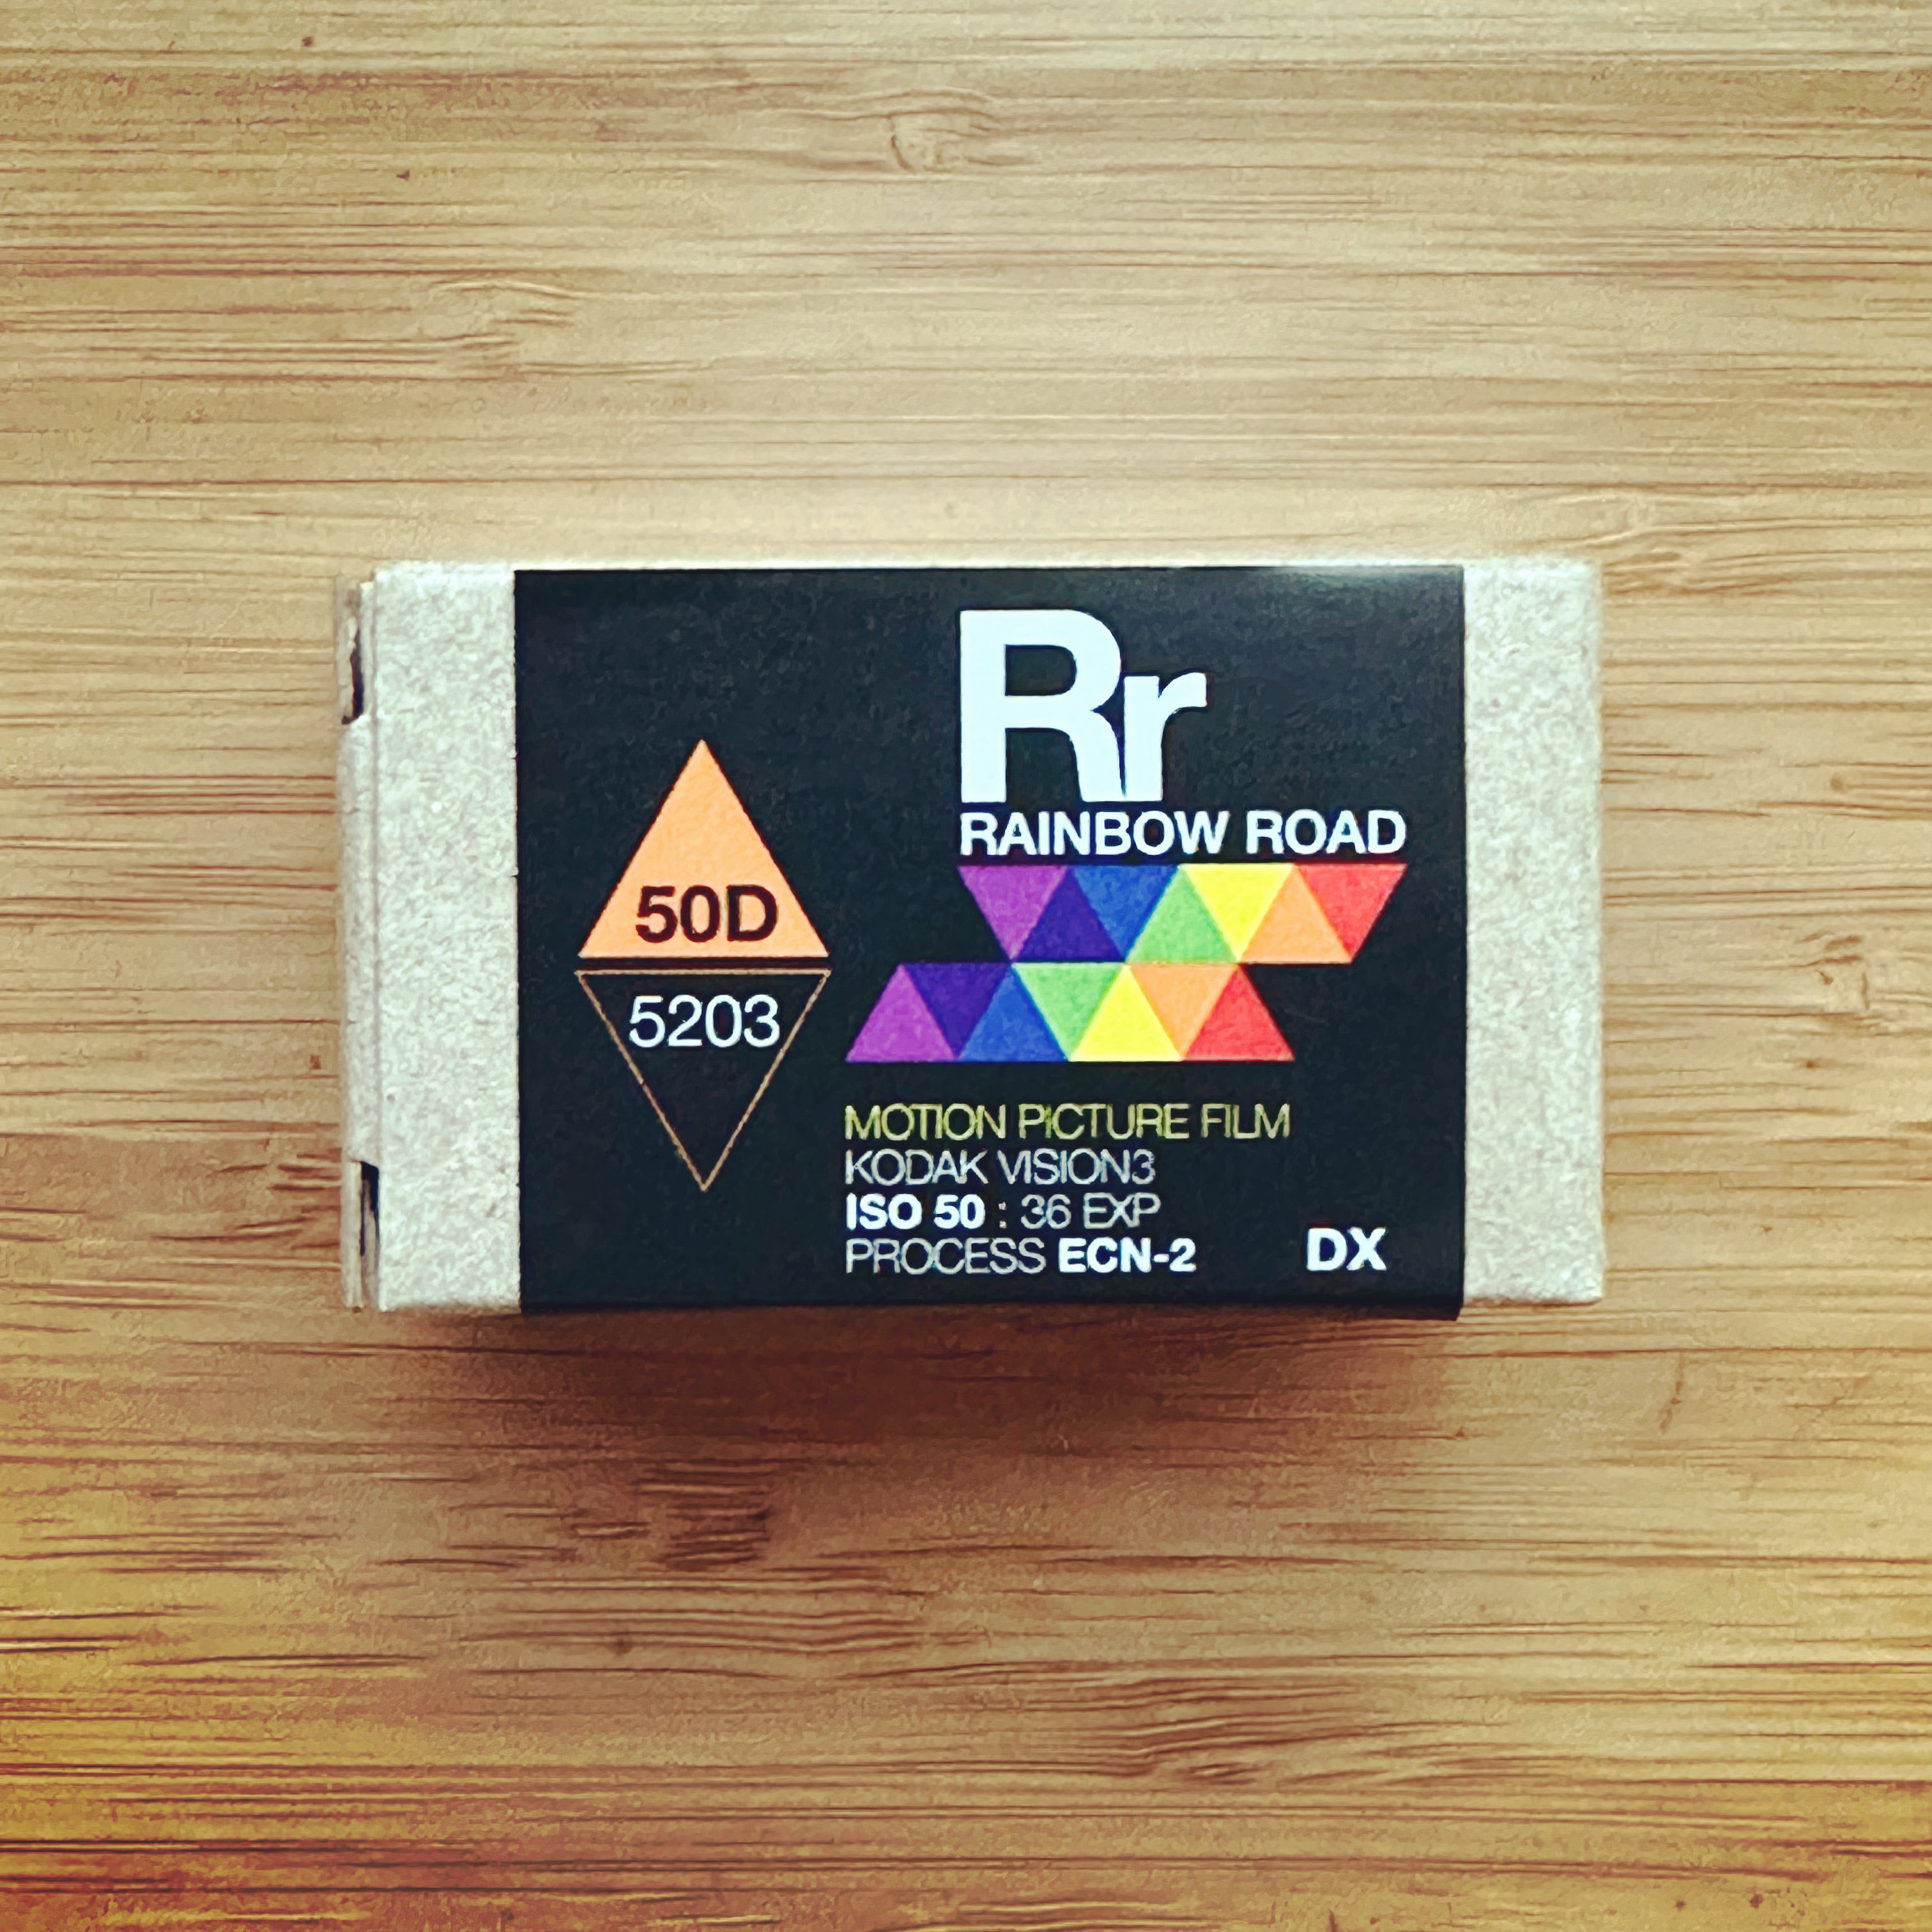 Rr
RAINBOW ROAD
50D
5203
MOTION PICTURE FILM
KODAK VISION3
ISO 50 : 36 EXP
PROCESS ECN-2
DX